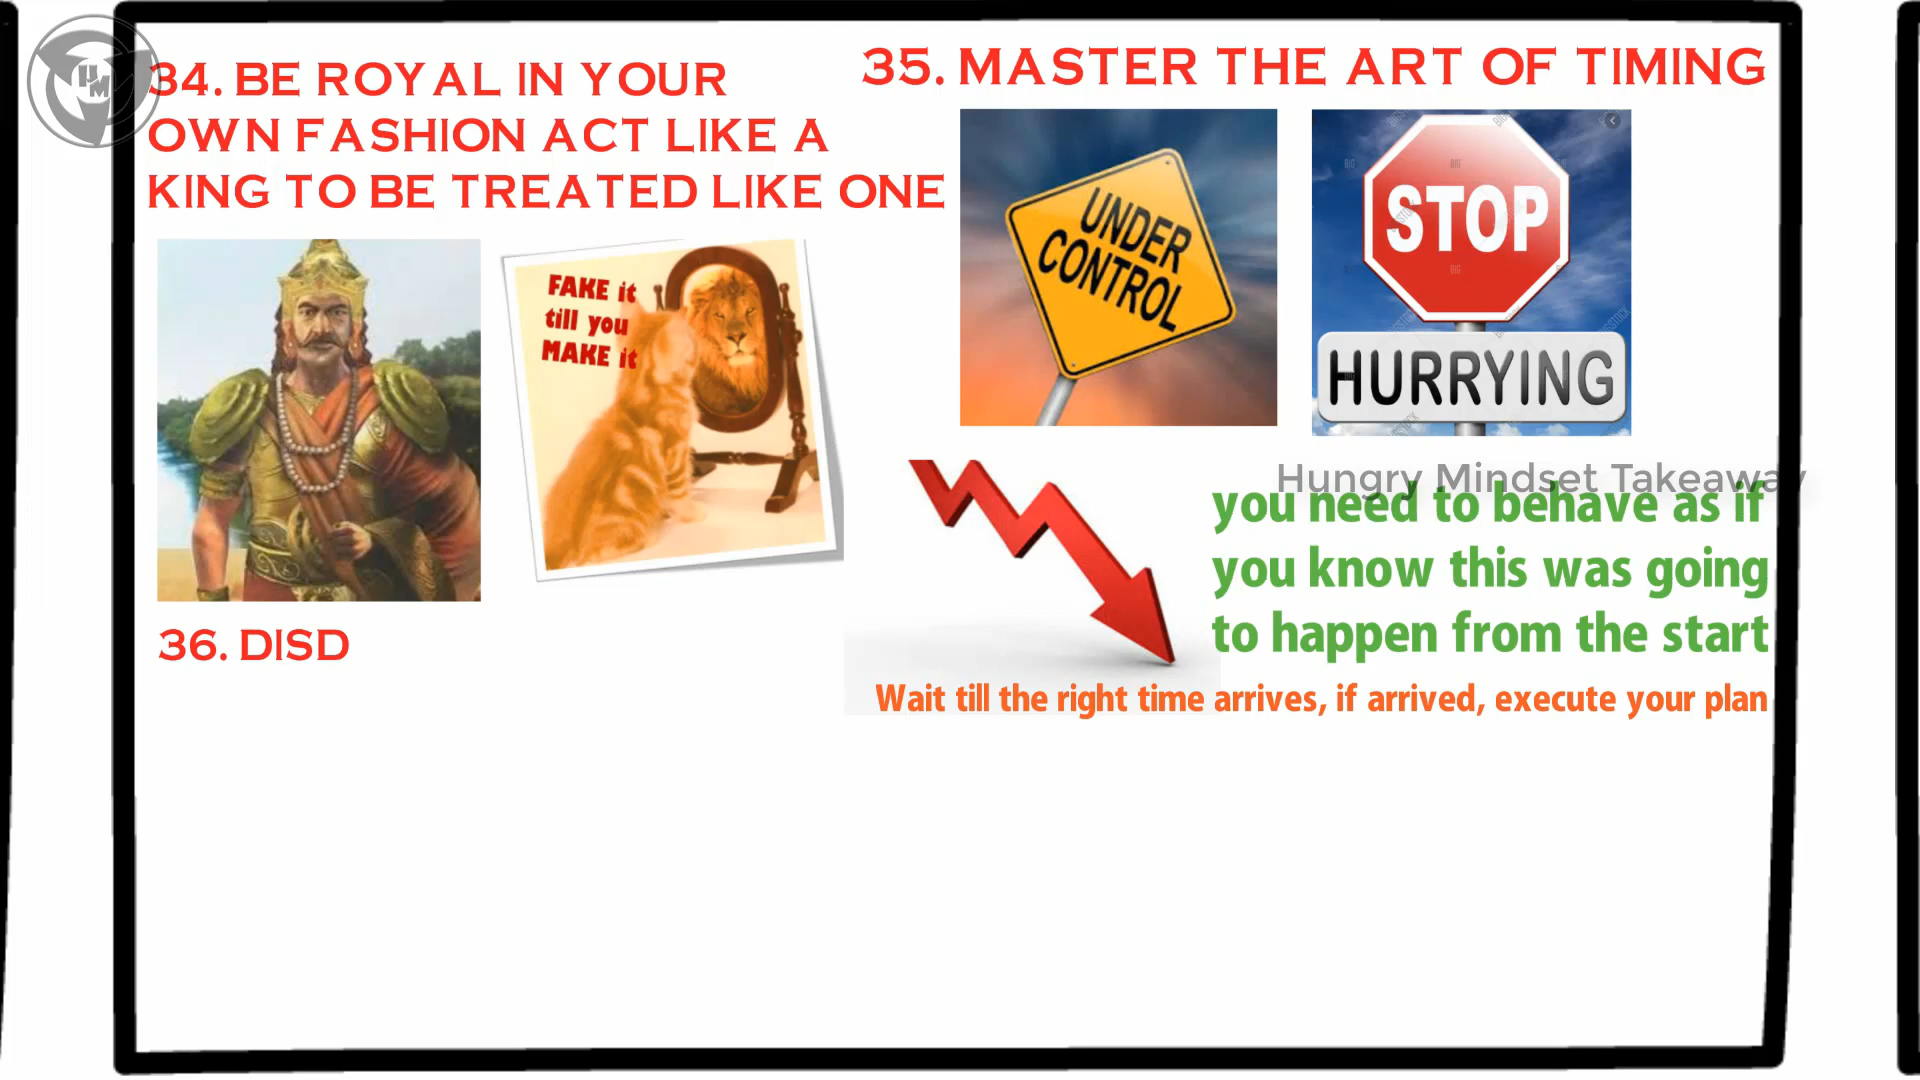 HM
34. BE ROYAL IN YOUR
OWN FASHION ACT LIKE A
KING TO BE TREATED LIKE ONE
FAKE it
till you
MAKE it
35. MASTER THE ART OF TIMING
UNDER
CONTROL
STOP
HURRYING
Hungry Mindset Takeaway
you need to behave as if
you know this was going
to happen from the start
Wait till the right time arrives, if arrived, execute your plan
36. DISD